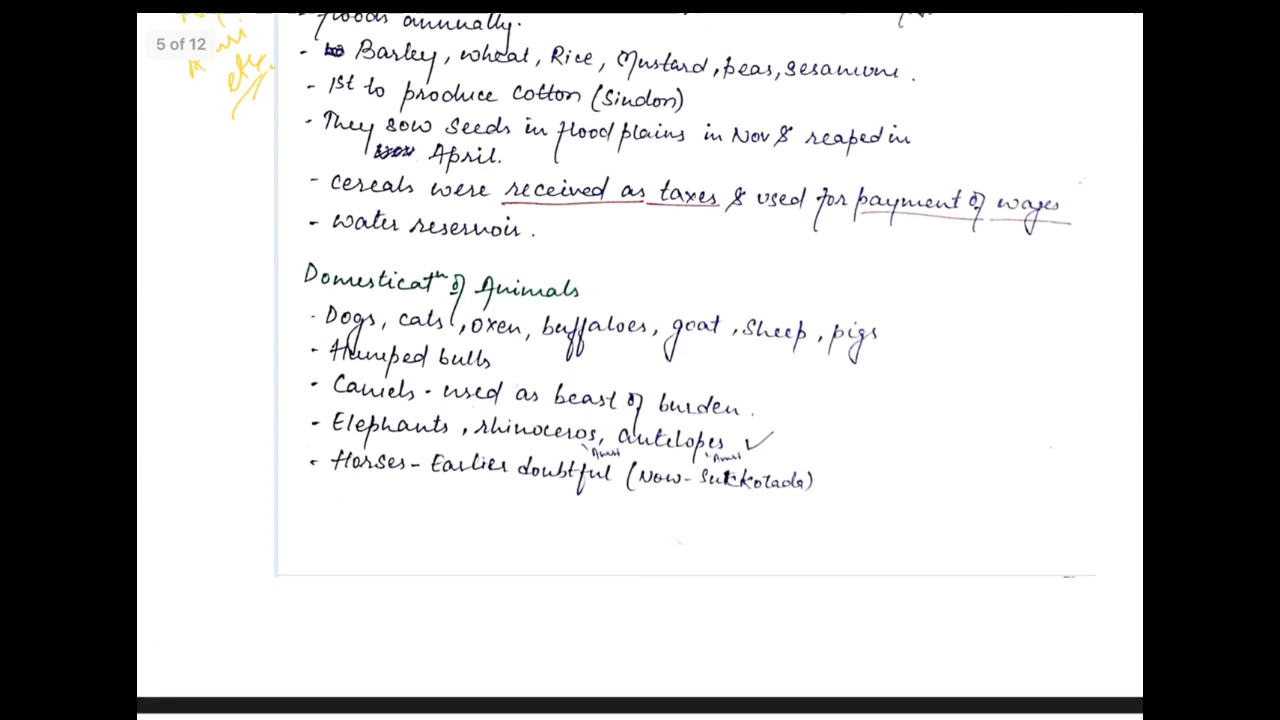 floods annually.
5 of 12
etc.
- Barley, wheat, Rice, Mustard, peas, sesamum.
- 1st to produce cotton (Sindon)
- They sow seeds in flood plains in Nov & reaped in
April.
- cereals were received as taxes & used for payment of wages
- water reservoir.
Domesticatn of Animals
- Dogs, cats, oxen, buffaloes, goat, sheep, pigs
- Humped bulls
- Camels - used as beast of burden.
- Elephants, rhinoceros, antelopes ✓
- Horses - Earlier doubtful (Now - Surkotada)